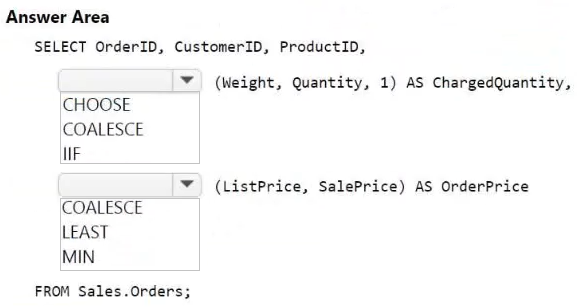 Answer Area
SELECT OrderID, CustomerID, ProductID,
(Weight, Quantity, 1) AS ChargedQuantity,
CHOOSE
COALESCE
IIF
(ListPrice, SalePrice) AS OrderPrice
COALESCE
LEAST
MIN
FROM Sales.Orders;